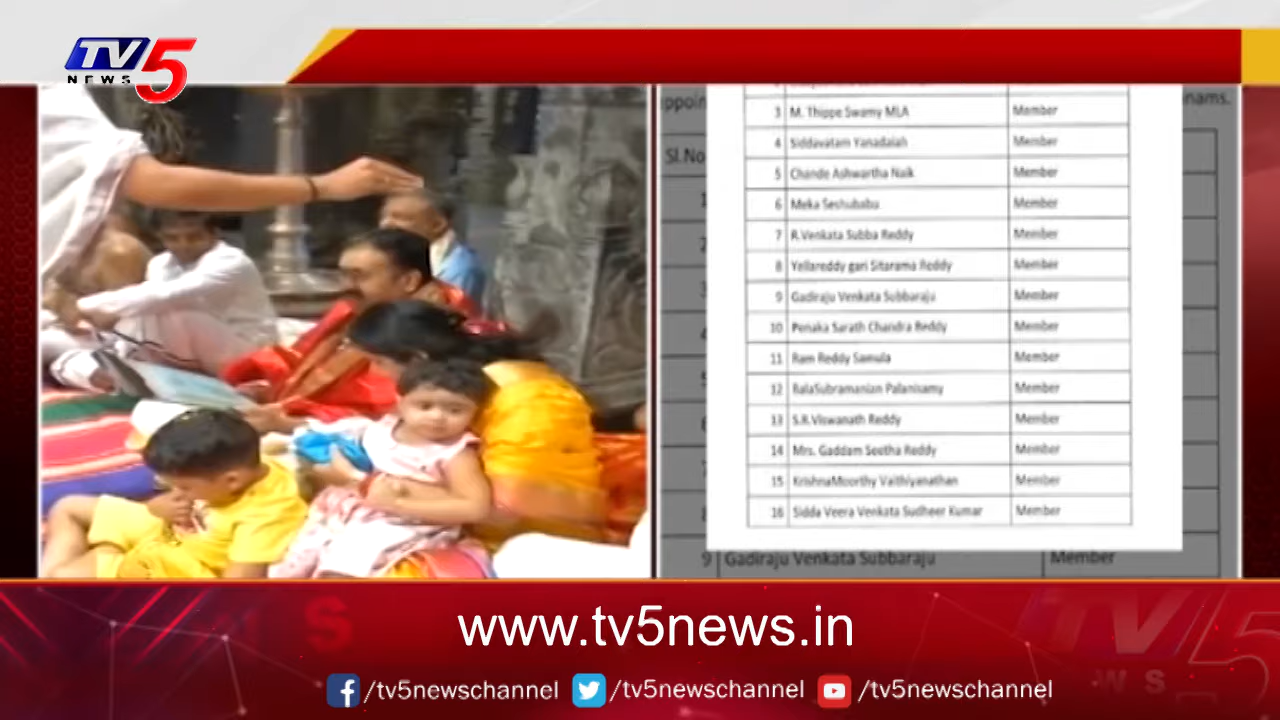 TV5
NEWS
appoin
nams.
Sl.No
3 M. Thippe Swamy MLA Member
4 Siddavatam Yanadaiah Member
5 Chande Ashwartha Naik Member
6 Meka Seshubabu Member
7 R.Venkata Subba Reddy Member
8 Yellareddy gari Sitarama Reddy Member
9 Gadiraju Venkata Subbaraju Member
10 Penaka Sarath Chandra Reddy Member
11 Ram Reddy Samula Member
12 BalaSubramanian Palanisamy Member
13 S.R.Viswanath Reddy Member
14 Mrs. Gaddam Seetha Reddy Member
15 KrishnaMoorthy Vaithiyanathan Member
16 Sidda Veera Venkata Sudheer Kumar Member
9 Gadiraju Venkata Subbaraju Member
www.tv5news.in
/tv5newschannel /tv5newschannel /tv5newschannel